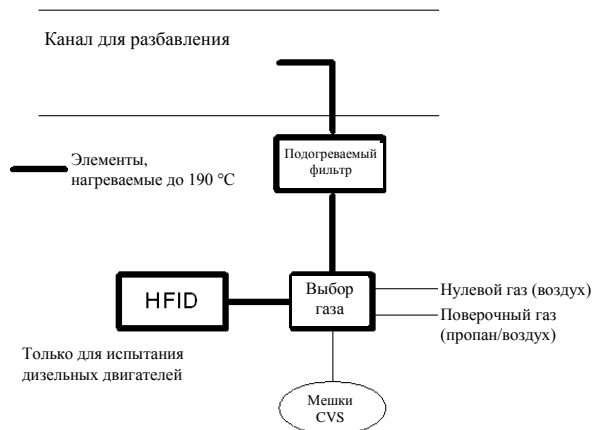 Канал для разбавления
Подогреваемый
фильтр
Элементы,
нагреваемые до 190 °C
HFID
Выбор
газа
Нулевой газ (воздух)
Поверочный газ
(пропан/воздух)
Только для испытания
дизельных двигателей
Мешки
CVS